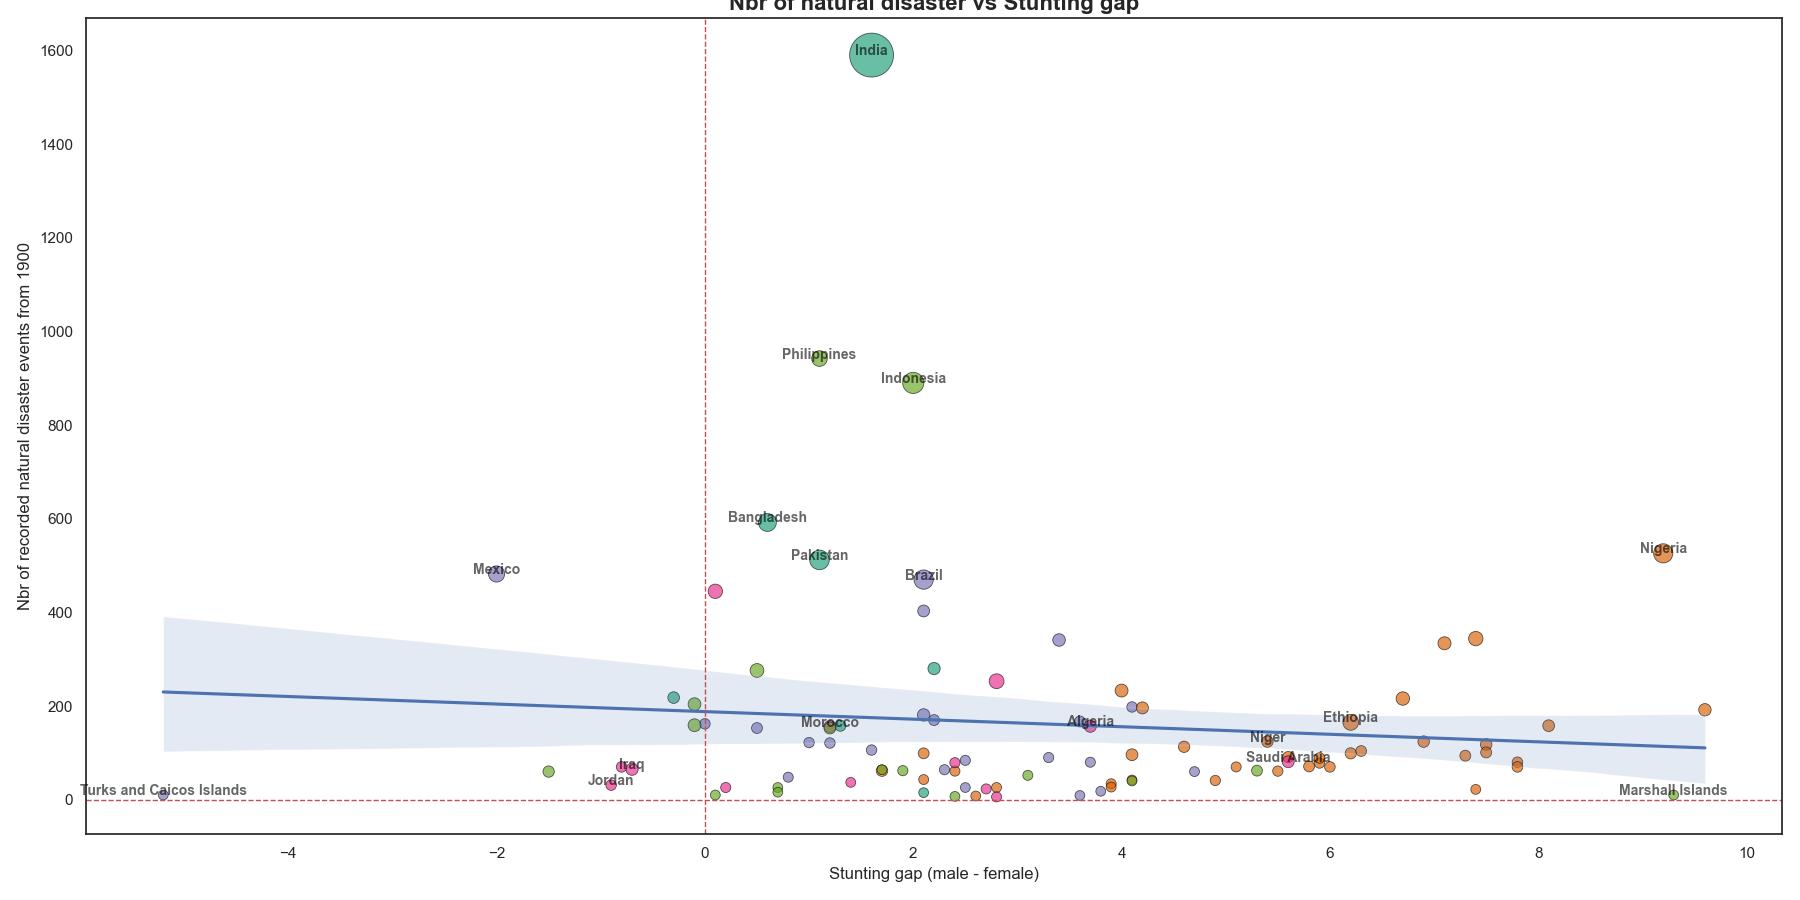 Nbr of natural disaster vs Stunting gap
1600
1400
1200
1000
800
600
400
200
0
Nbr of recorded natural disaster events from 1900
India
Philippines
Indonesia
Bangladesh
Pakistan
Mexico
Brazil
Nigeria
Morocco
Algeria
Ethiopia
Niger
Saudi Arabia
Iraq
Jordan
Turks and Caicos Islands
Marshall Islands
−4
−2
0
2
4
6
8
10
Stunting gap (male - female)